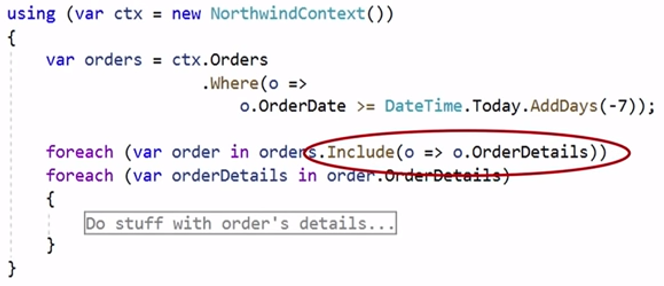 using (var ctx = new NorthwindContext())
{
var orders = ctx.Orders
.Where(o =>
o.OrderDate >= DateTime.Today.AddDays(-7));
foreach (var order in orders.Include(o => o.OrderDetails))
foreach (var orderDetails in order.OrderDetails)
{
Do stuff with order's details...
}
}